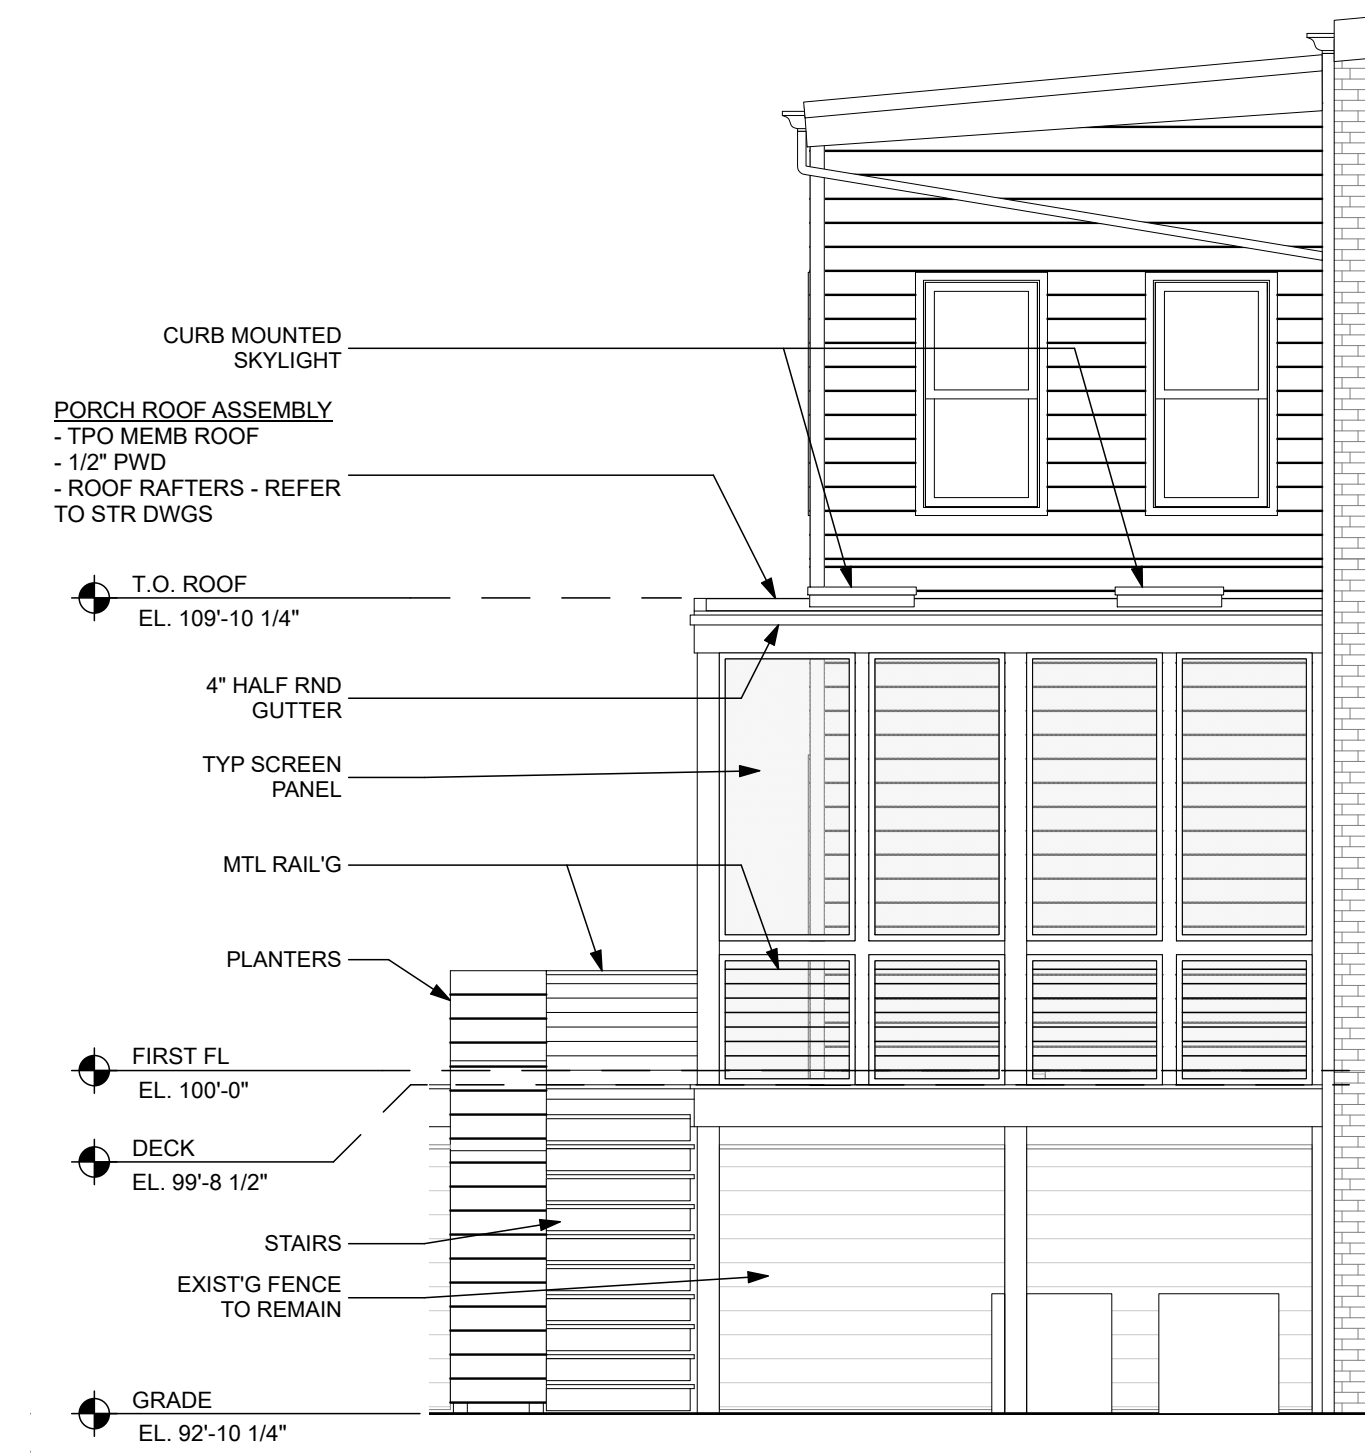 CURB MOUNTED
SKYLIGHT
PORCH ROOF ASSEMBLY
- TPO MEMB ROOF
- 1/2" PWD
- ROOF RAFTERS - REFER
TO STR DWGS
T.O. ROOF
EL. 109'-10 1/4"
4" HALF RND
GUTTER
TYP SCREEN
PANEL
MTL RAIL'G
PLANTERS
FIRST FL
EL. 100'-0"
DECK
EL. 99'-8 1/2"
STAIRS
EXIST'G FENCE
TO REMAIN
GRADE
EL. 92'-10 1/4"